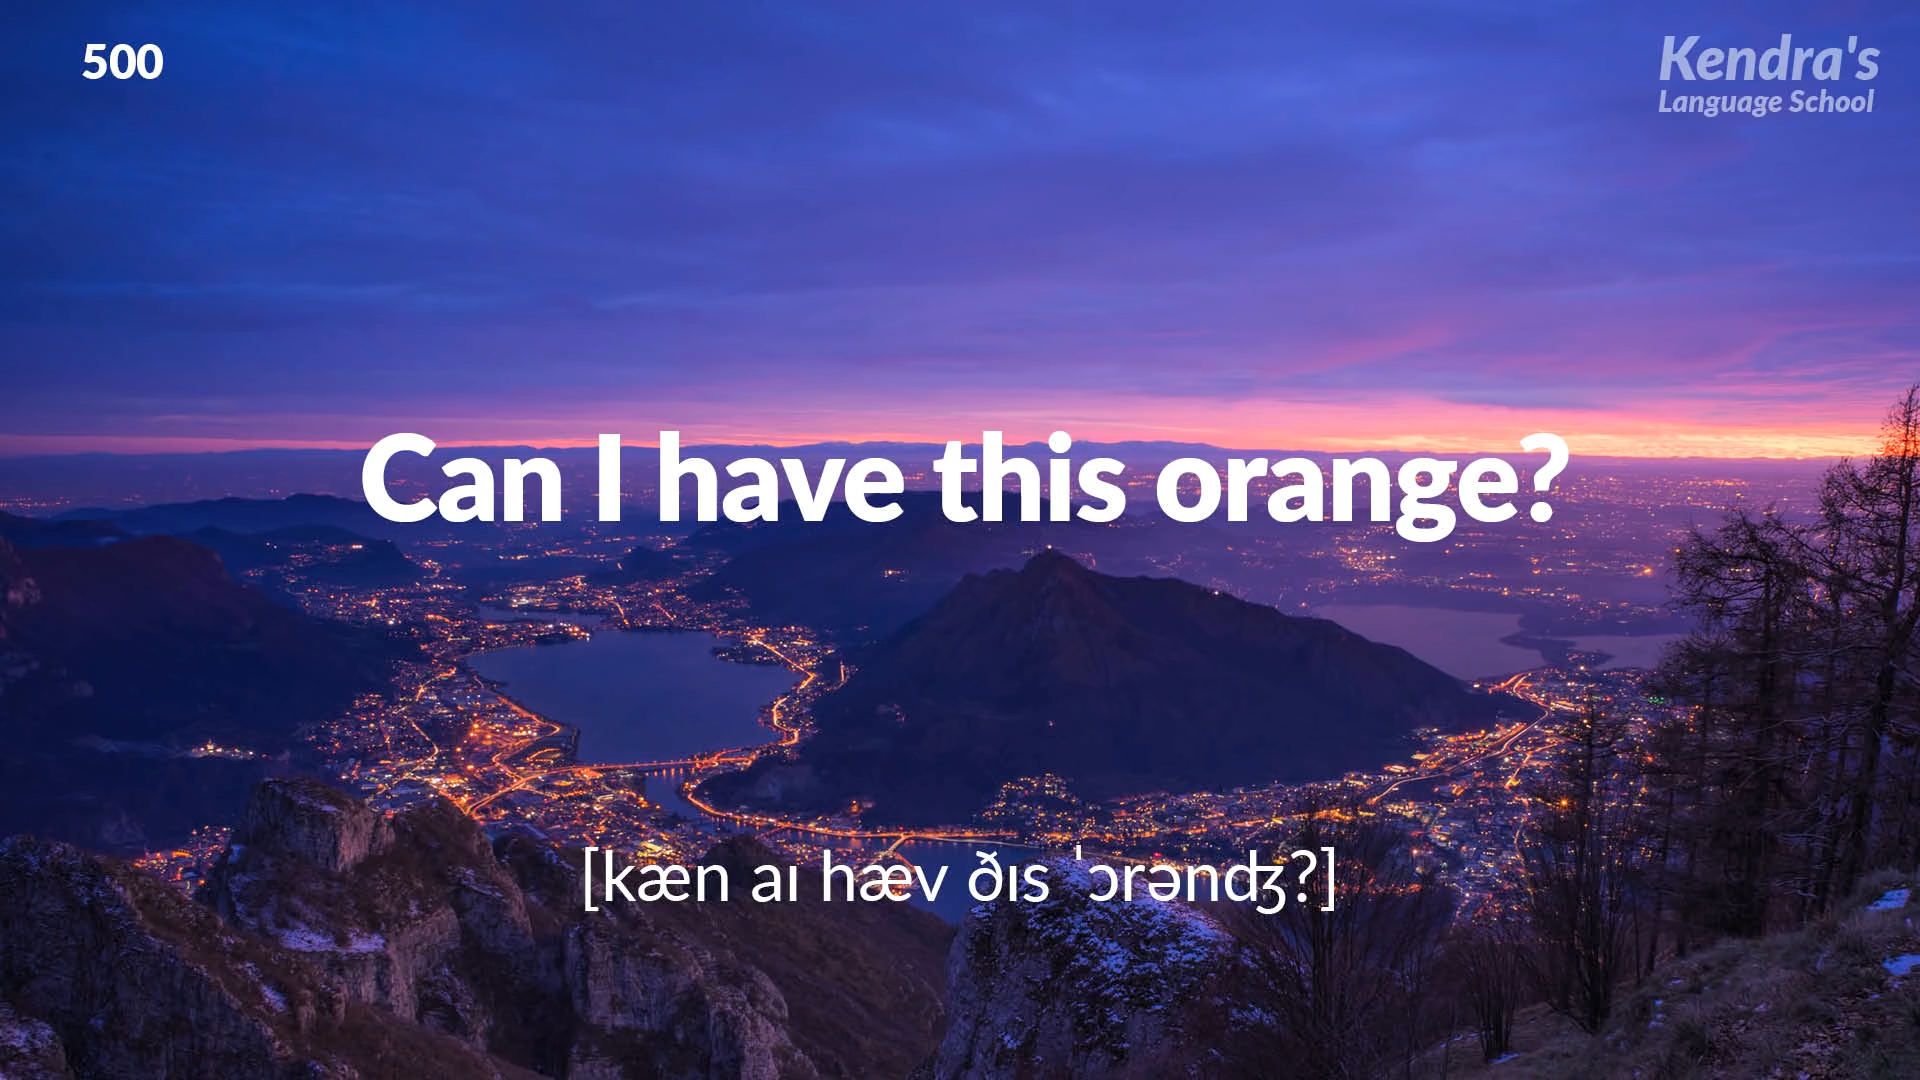 500
Kendra's
Language School
Can I have this orange?
[kæn aɪ hæv ðɪs ˈɔrənʤ?]